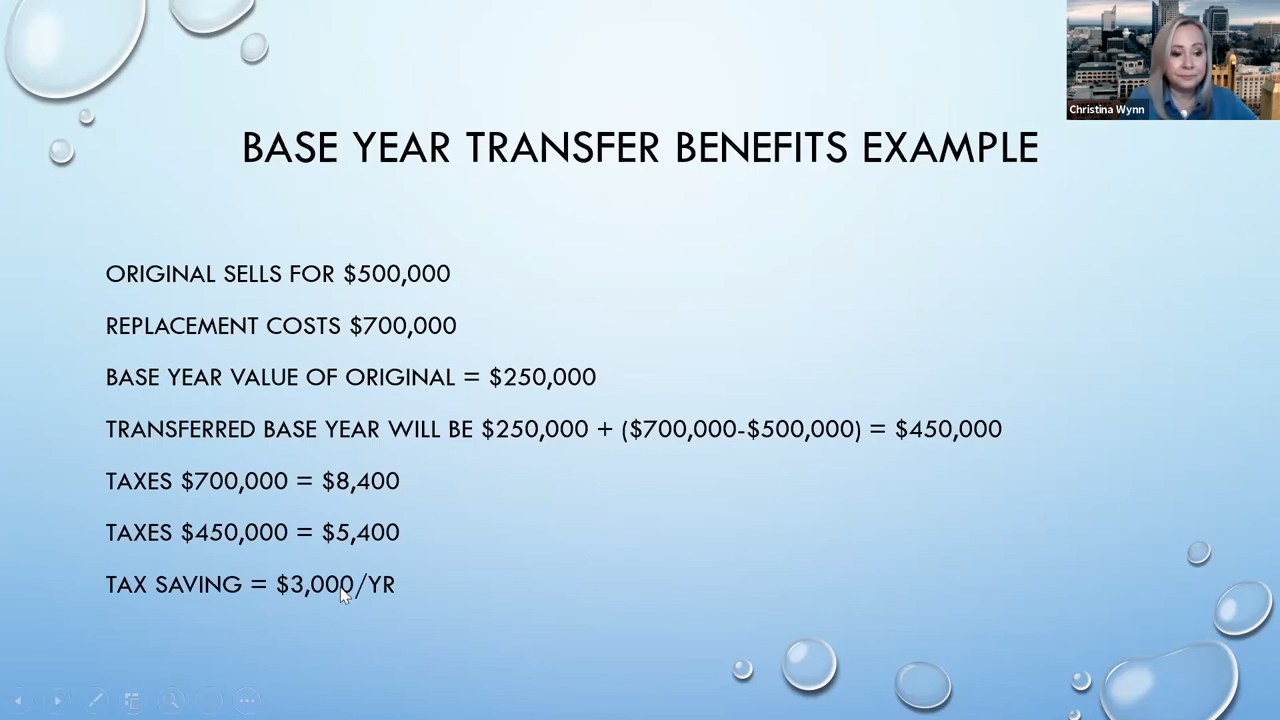 Christina Wynn
BASE YEAR TRANSFER BENEFITS EXAMPLE
ORIGINAL SELLS FOR $500,000
REPLACEMENT COSTS $700,000
BASE YEAR VALUE OF ORIGINAL = $250,000
TRANSFERRED BASE YEAR WILL BE $250,000 + ($700,000-$500,000) = $450,000
TAXES $700,000 = $8,400
TAXES $450,000 = $5,400
TAX SAVING = $3,000/YR